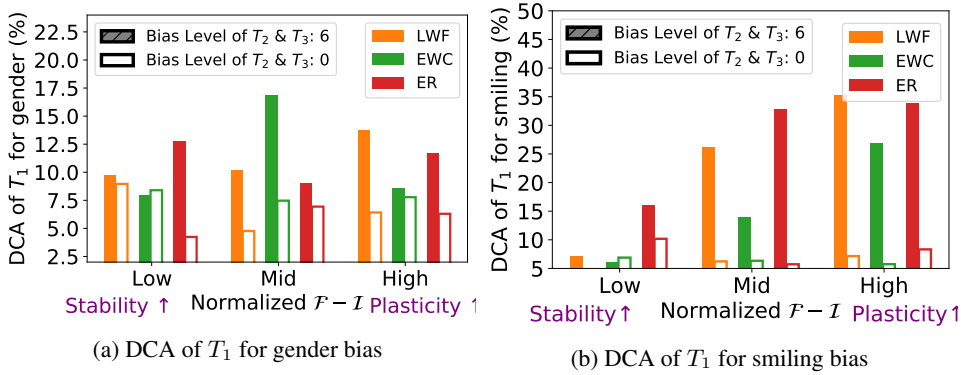 DCA of T₁ for gender (%)
22.5
20.0
17.5
15.0
12.5
10.0
7.5
5.0
2.5
Bias Level of T₂ & T₃: 6
Bias Level of T₂ & T₃: 0
LWF
EWC
ER
Low
Mid
High
Stability ↑
Normalized ℱ − ℐ
Plasticity ↑
(a) DCA of T₁ for gender bias
DCA of T₁ for smiling (%)
50
45
40
35
30
25
20
15
10
5
Bias Level of T₂ & T₃: 6
Bias Level of T₂ & T₃: 0
LWF
EWC
ER
Low
Mid
High
Stability↑
Normalized ℱ − ℐ
Plasticity↑
(b) DCA of T₁ for smiling bias